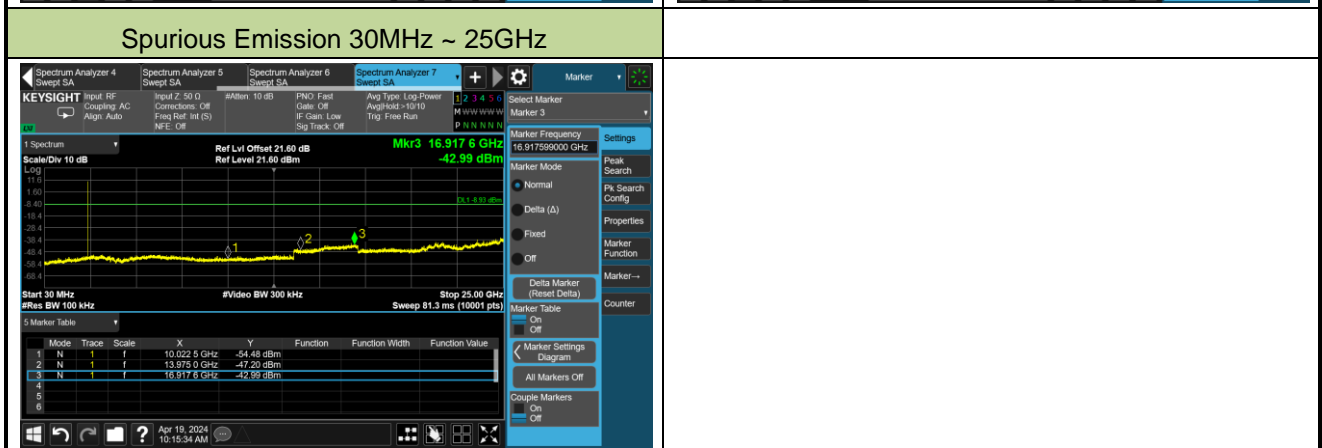 Spurious Emission 30MHz ~ 25GHz
Spectrum Analyzer 4 Swept SA
Spectrum Analyzer 5 Swept SA
Spectrum Analyzer 6 Swept SA
Spectrum Analyzer 7 Swept SA
+
Marker
KEYSIGHT
Input: RF
Coupling: AC
Align: Auto
Input Z: 50 Ω
Corrections: Off
Freq Ref: Int (S)
NFE: Off
#Atten: 10 dB
PNO: Fast
Gate: Off
IF Gain: Low
Sig Track: Off
Avg Type: Log-Power
Avg|Hold:>10/10
Trig: Free Run
1 2 3 4 5 6
M W W W W W
P N N N N N
Select Marker
Marker 3
1 Spectrum
Scale/Div 10 dB
Ref Lvl Offset 21.60 dB
Ref Level 21.60 dBm
Mkr3 16.917 6 GHz
-42.99 dBm
Log
11.6
1.60
-8.40
-18.4
-28.4
-38.4
-48.4
-58.4
-68.4
DL1 -8.93 dBm
1
2
3
Start 30 MHz
#Res BW 100 kHz
#Video BW 300 kHz
Stop 25.00 GHz
Sweep 81.3 ms (10001 pts)
5 Marker Table
Mode Trace Scale X Y Function Function Width Function Value
1 N 1 f 10.022 5 GHz -54.48 dBm
2 N 1 f 13.975 0 GHz -47.20 dBm
3 N 1 f 16.917 6 GHz -42.99 dBm
4
5
6
Marker Frequency
16.917599000 GHz
Marker Mode
Normal
Delta (Δ)
Fixed
Off
Delta Marker
(Reset Delta)
Marker Table
On
Off
Marker Settings
Diagram
All Markers Off
Couple Markers
On
Off
Settings
Peak
Search
Pk Search
Config
Properties
Marker
Function
Marker→
Counter
?
Apr 19, 2024
10:15:34 AM